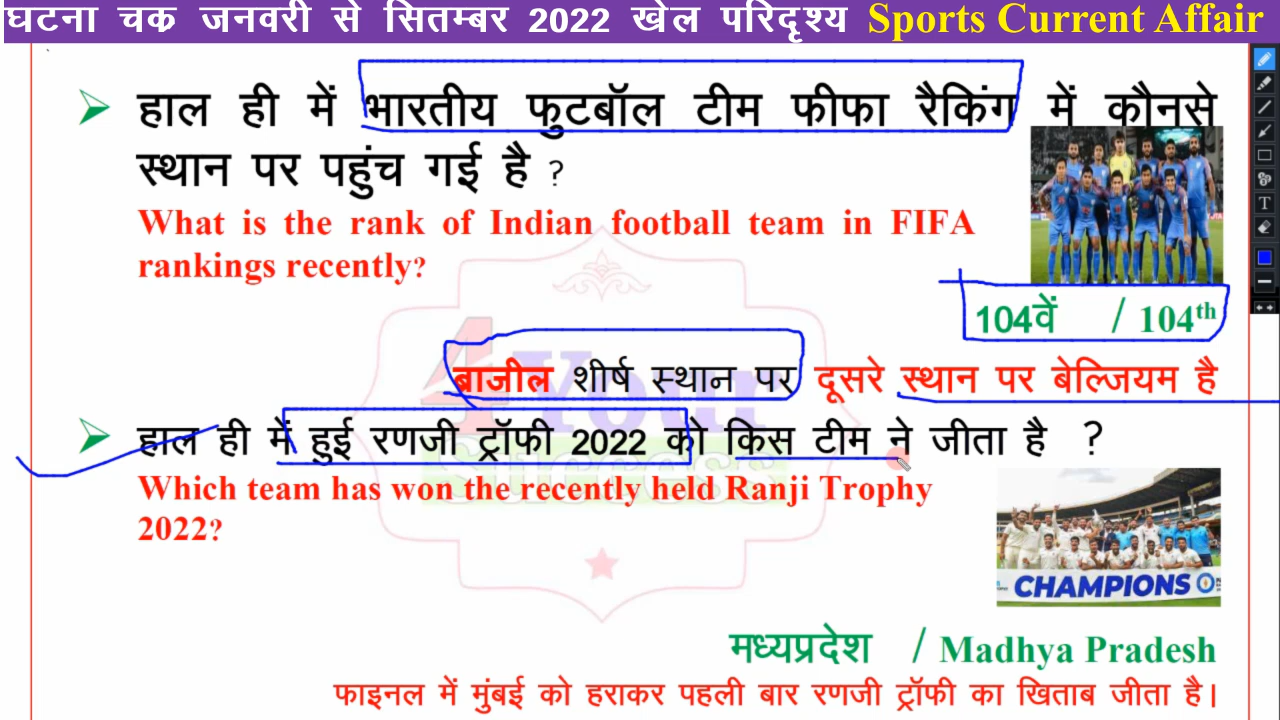 घटना चक्र जनवरी से सितम्बर 2022 खेल परिदृश्य Sports Current Affair
हाल ही में भारतीय फुटबॉल टीम फीफा रैकिंग में कौनसे
स्थान पर पहुंच गई है ?
What is the rank of Indian football team in FIFA
rankings recently?
104वें / 104th
ब्राजील शीर्ष स्थान पर दूसरे स्थान पर बेल्जियम है
हाल ही में हुई रणजी ट्रॉफी 2022 को किस टीम ने जीता है ?
Which team has won the recently held Ranji Trophy
2022?
CHAMPIONS
मध्यप्रदेश / Madhya Pradesh
फाइनल में मुंबई को हराकर पहली बार रणजी ट्रॉफी का खिताब जीता है।
4 Your
Success